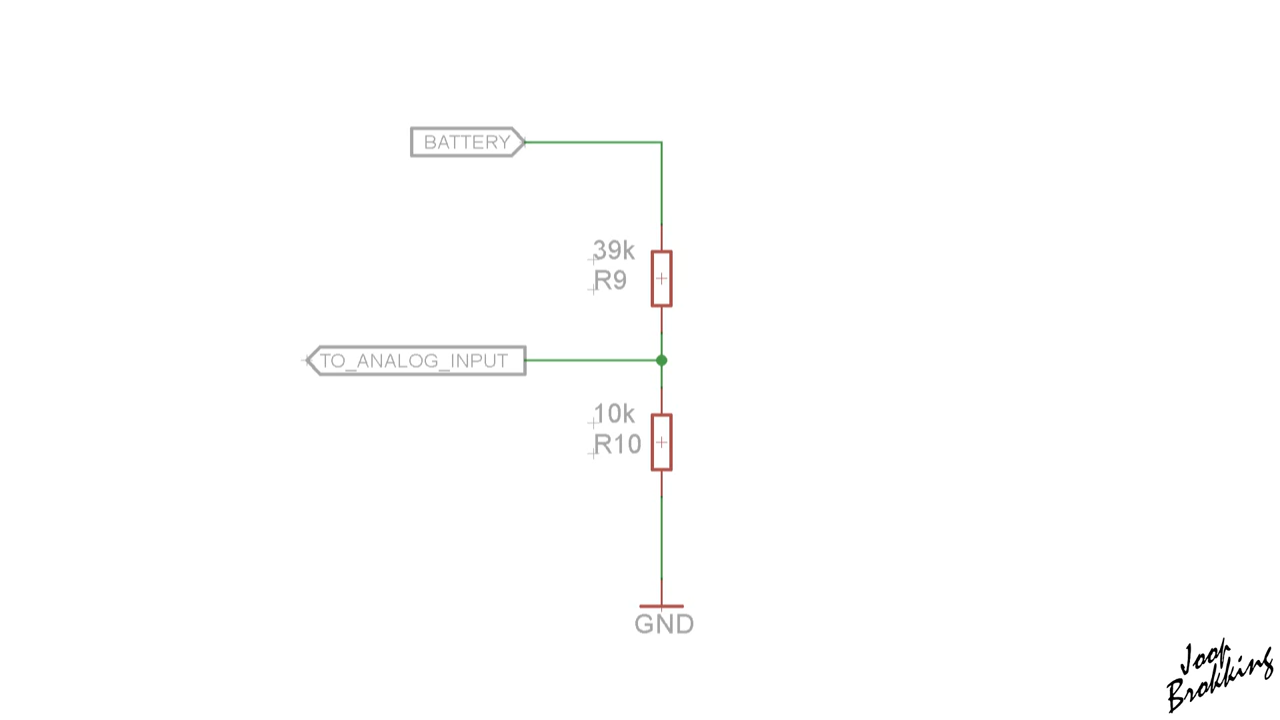 BATTERY
39k
R9
TO_ANALOG_INPUT
10k
R10
GND
Joop
Brokking